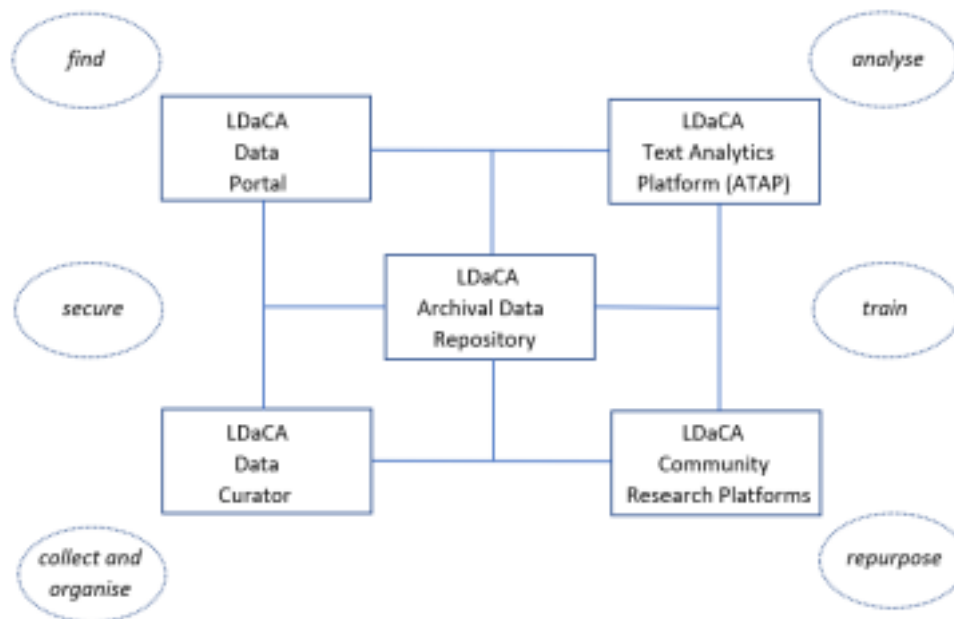 find
analyse
LDaCA
Data
Portal
LDaCA
Text Analytics
Platform (ATAP)
secure
LDaCA
Archival Data
Repository
train
LDaCA
Data
Curator
LDaCA
Community
Research Platforms
collect and
organise
repurpose